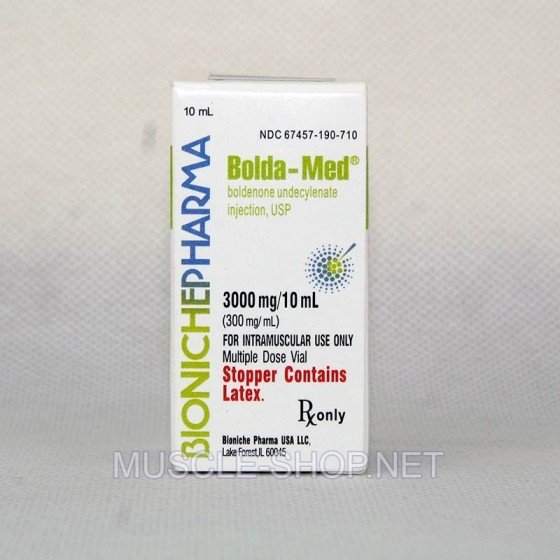 10 mL
NDC 67457-190-710
BIONICHEPHARMA
Bolda-Med®
boldenone undecylenate
injection, USP
3000 mg/10 mL
(300 mg/mL)
FOR INTRAMUSCULAR USE ONLY
Multiple Dose Vial
Stopper Contains
Latex.
Rx only
Bioniche Pharma USA LLC,
Lake Forest,IL 60045
MUSCLE-SHOP.NET